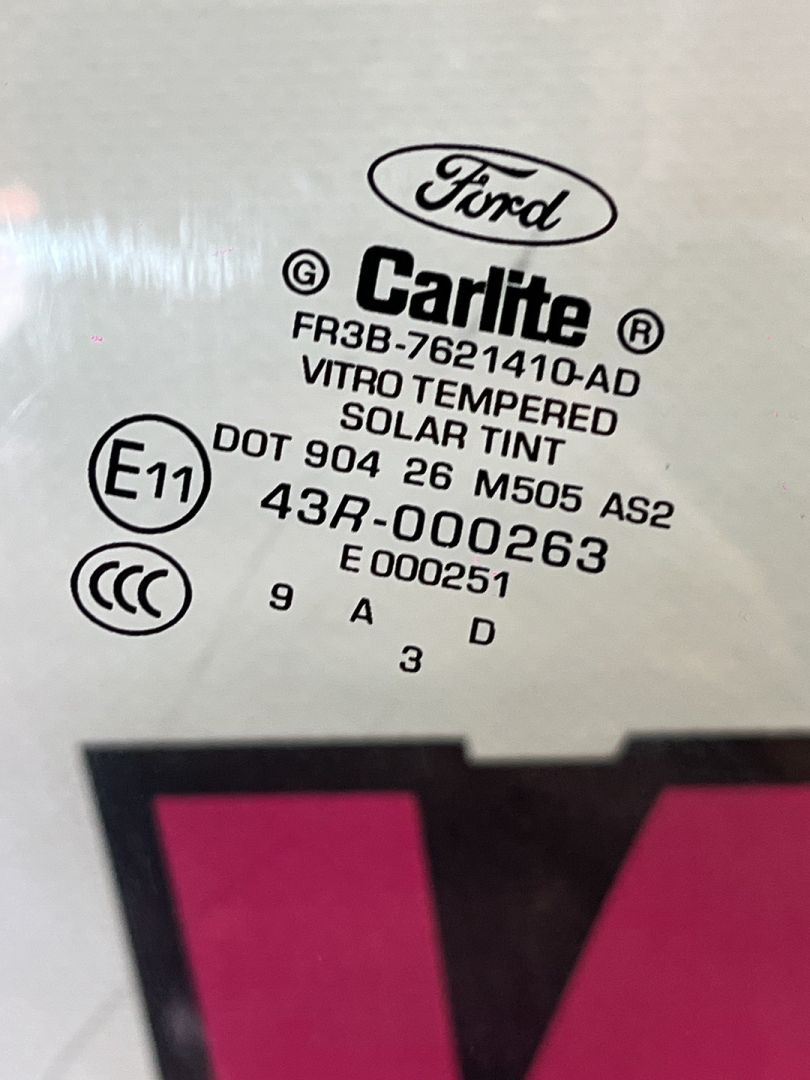 Ford
G Carlite ®
FR3B-7621410-AD
VITRO TEMPERED
SOLAR TINT
DOT 904 26 M505 AS2
E11 43R-000263
E 000251
CCC
9 A D
3